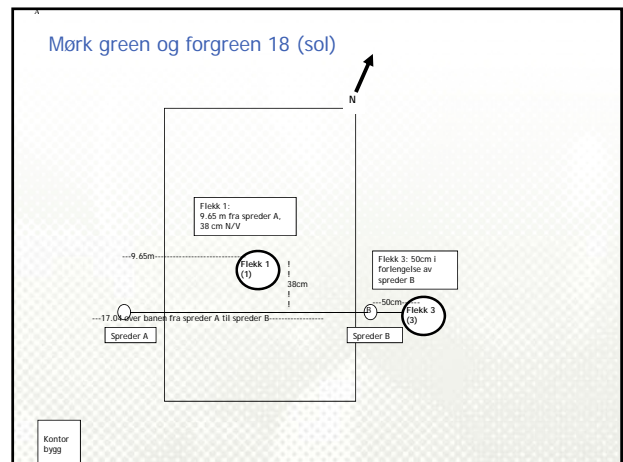 A
Mørk green og forgreen 18 (sol)
N
Flekk 1:
9.65 m fra spreder A,
38 cm N/V
---9.65m-----------------------
Flekk 1
(1)
!
!
38cm
!
!
Flekk 3: 50cm i
forlengelse av
spreder B
---50cm------
B
Flekk 3
(3)
---17.04 over banen fra spreder A til spreder B-------------------
Spreder A
Spreder B
Kontor
bygg